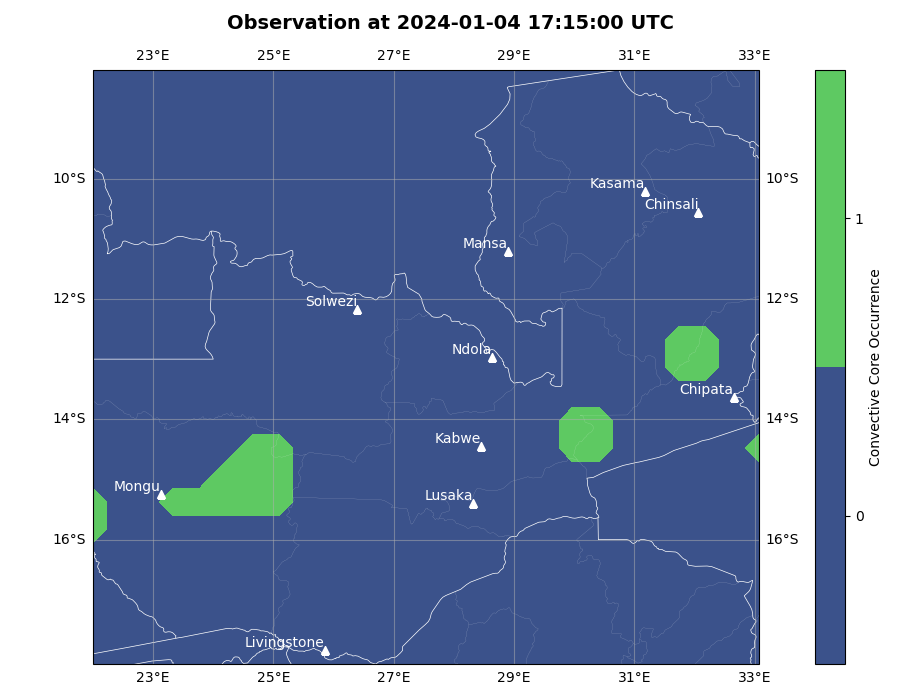 Observation at 2024-01-04 17:15:00 UTC
23°E 25°E 27°E 29°E 31°E 33°E
10°S 10°S
12°S 12°S
14°S 14°S
16°S 16°S
Kasama
Chinsali
Mansa
Solwezi
Ndola
Chipata
Kabwe
Mongu
Lusaka
Livingstone
23°E 25°E 27°E 29°E 31°E 33°E
1
0
Convective Core Occurrence